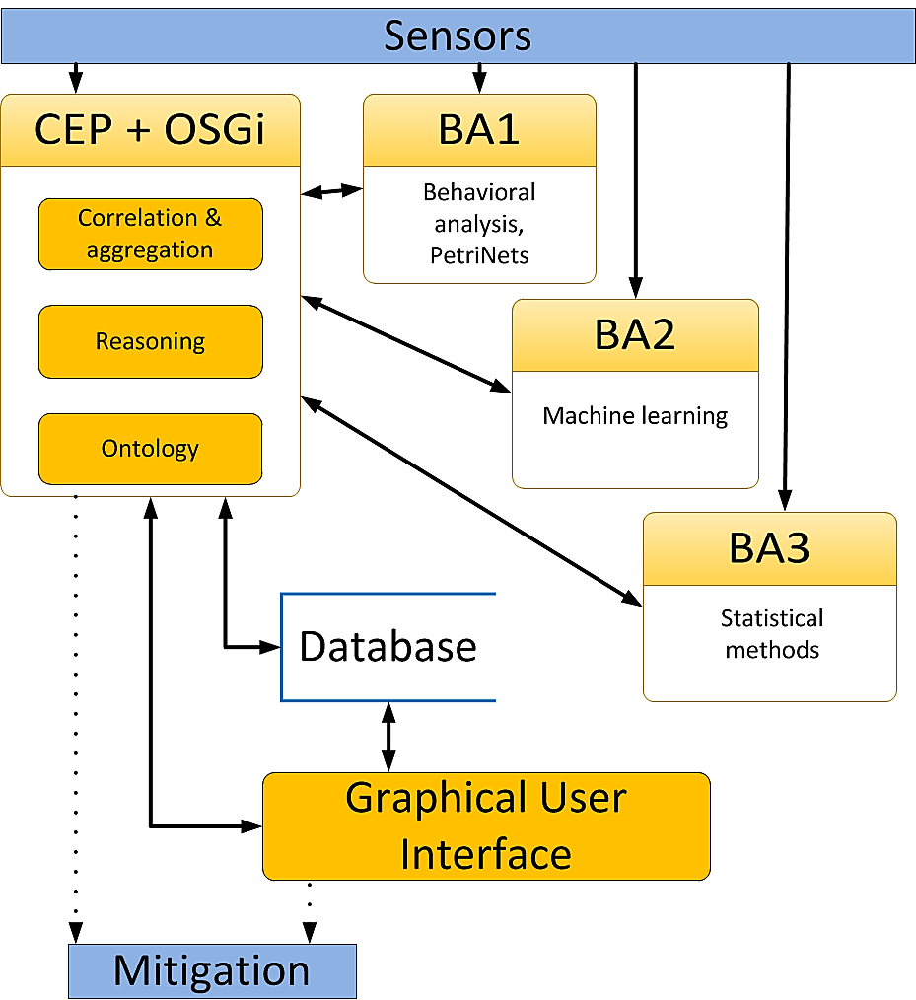 Sensors
CEP + OSGi
Correlation &
aggregation
Reasoning
Ontology
BA1
Behavioral
analysis,
PetriNets
BA2
Machine learning
BA3
Statistical
methods
Database
Graphical User
Interface
Mitigation